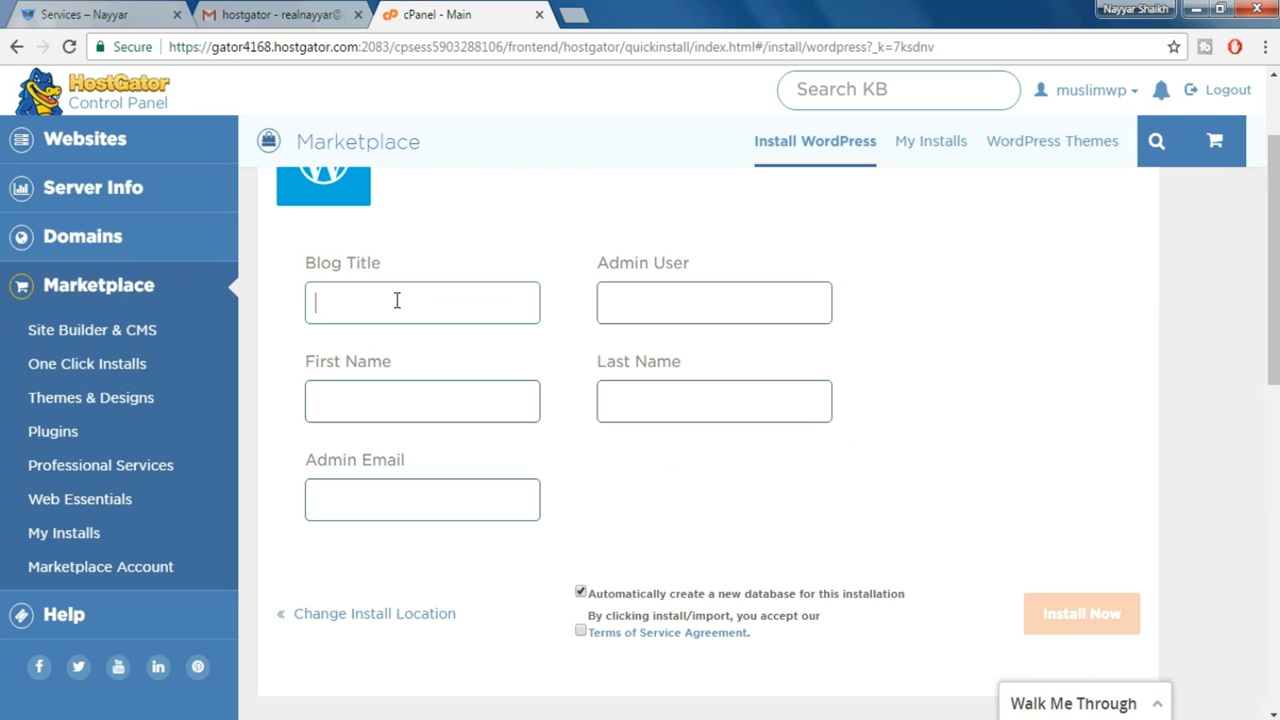 Services – Nayyar
hostgator - realnayyar@
cPanel - Main
Nayyar Shaikh
Secure
https://gator4168.hostgator.com:2083/cpsess5903288106/frontend/hostgator/quickinstall/index.html#/install/wordpress?_k=7ksdnv
HostGator
Control Panel
Search KB
muslimwp
Logout
Websites
Server Info
Domains
Marketplace
Site Builder & CMS
One Click Installs
Themes & Designs
Plugins
Professional Services
Web Essentials
My Installs
Marketplace Account
Help
Marketplace
Install WordPress
My Installs
WordPress Themes
Blog Title
Admin User
First Name
Last Name
Admin Email
« Change Install Location
Automatically create a new database for this installation
By clicking install/import, you accept our
Terms of Service Agreement.
Install Now
Walk Me Through